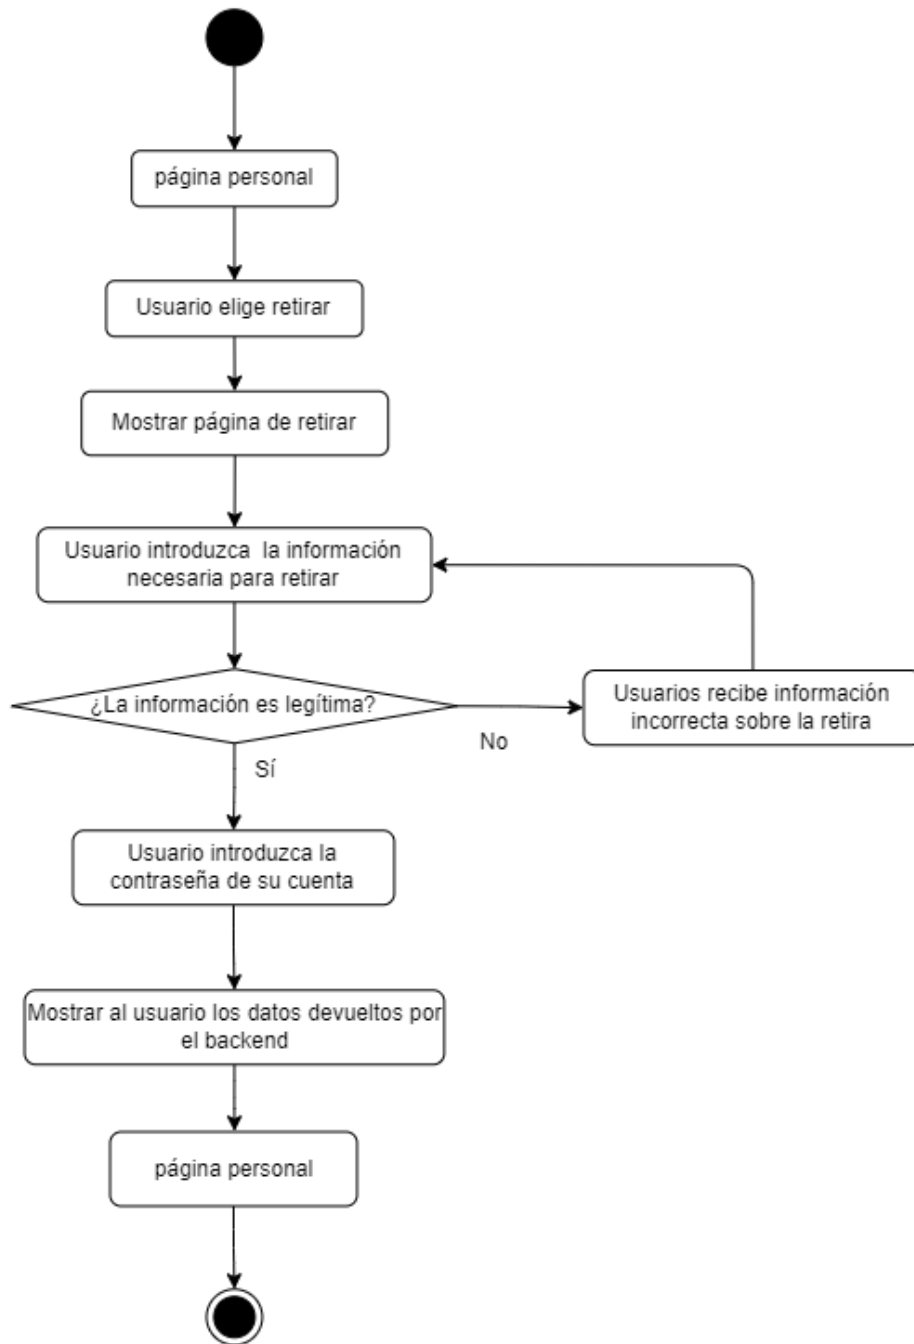 página personal
Usuario elige retirar
Mostrar página de retirar
Usuario introduzca  la información
necesaria para retirar
¿La información es legítima?
No
Usuarios recibe información
incorrecta sobre la retira
Sí
Usuario introduzca la
contraseña de su cuenta
Mostrar al usuario los datos devueltos por
el backend
página personal